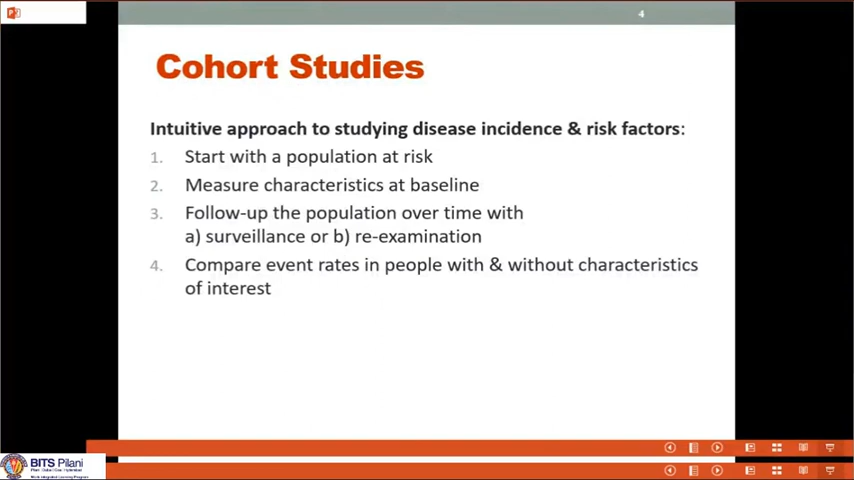 4
Cohort Studies
Intuitive approach to studying disease incidence & risk factors:
1. Start with a population at risk
2. Measure characteristics at baseline
3. Follow-up the population over time with
a) surveillance or b) re-examination
4. Compare event rates in people with & without characteristics
of interest
BITS Pilani